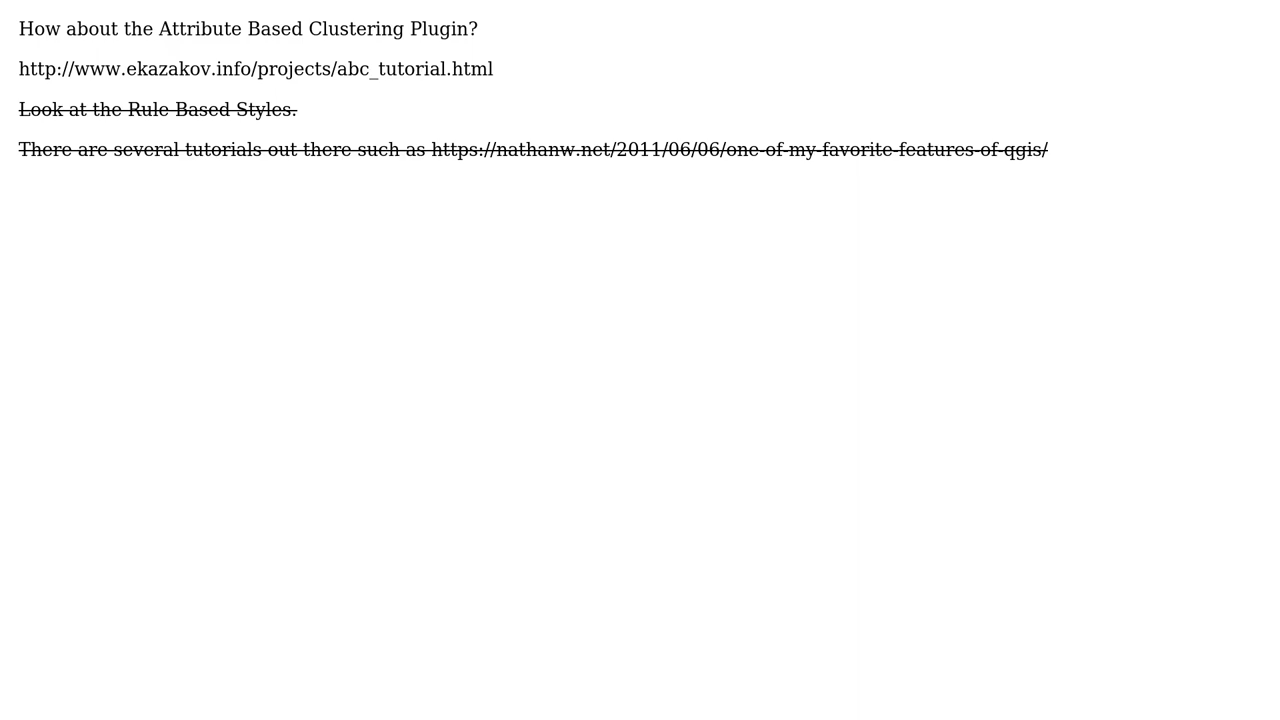 How about the Attribute Based Clustering Plugin?
http://www.ekazakov.info/projects/abc_tutorial.html
Look at the Rule Based Styles.
There are several tutorials out there such as https://nathanw.net/2011/06/06/one-of-my-favorite-features-of-qgis/